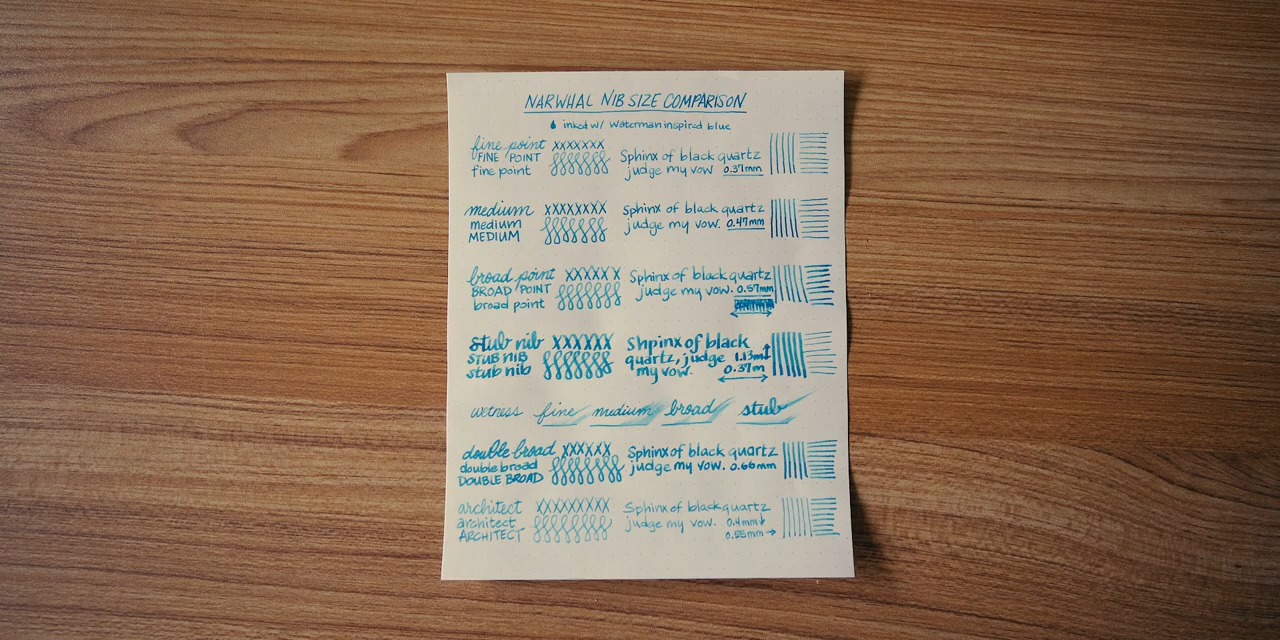 NARWHAL NIB SIZE COMPARISON
inked w/ Waterman inspired blue
fine point xxxxxxx
FINE POINT
fine point
Sphinx of black quartz
judge my vow 0.37mm
medium xxxxxxxx
medium
MEDIUM
Sphinx of black quartz
judge my vow. 0.47mm
broad point xxxxxx
BROAD POINT
broad point
Sphinx of black quartz
judge my vow. 0.57mm
stub nib xxxxxx
STUB NIB
stub nib
Shpinx of black
quartz, judge 1.13m
my vow. 0.37m
wetness fine medium broad stub
double broad xxxxx
double broad
DOUBLE BROAD
Sphinx of black quartz
judge my vow. 0.66mm
architect xxxxxxxx
architect
ARCHITECT
Sphinx of black quartz
judge my vow. 0.4mm
0.55mm